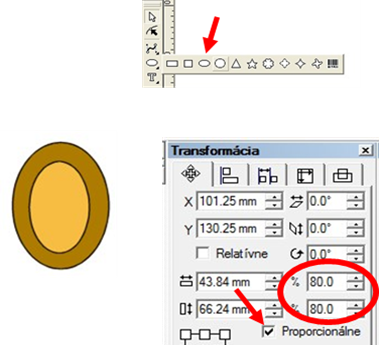 T
Transformácia
X 101.25 mm 0.0°
Y 130.25 mm 0.0°
Relatívne 0.0°
43.84 mm % 80.0
66.24 mm % 80.0
Proporcionálne